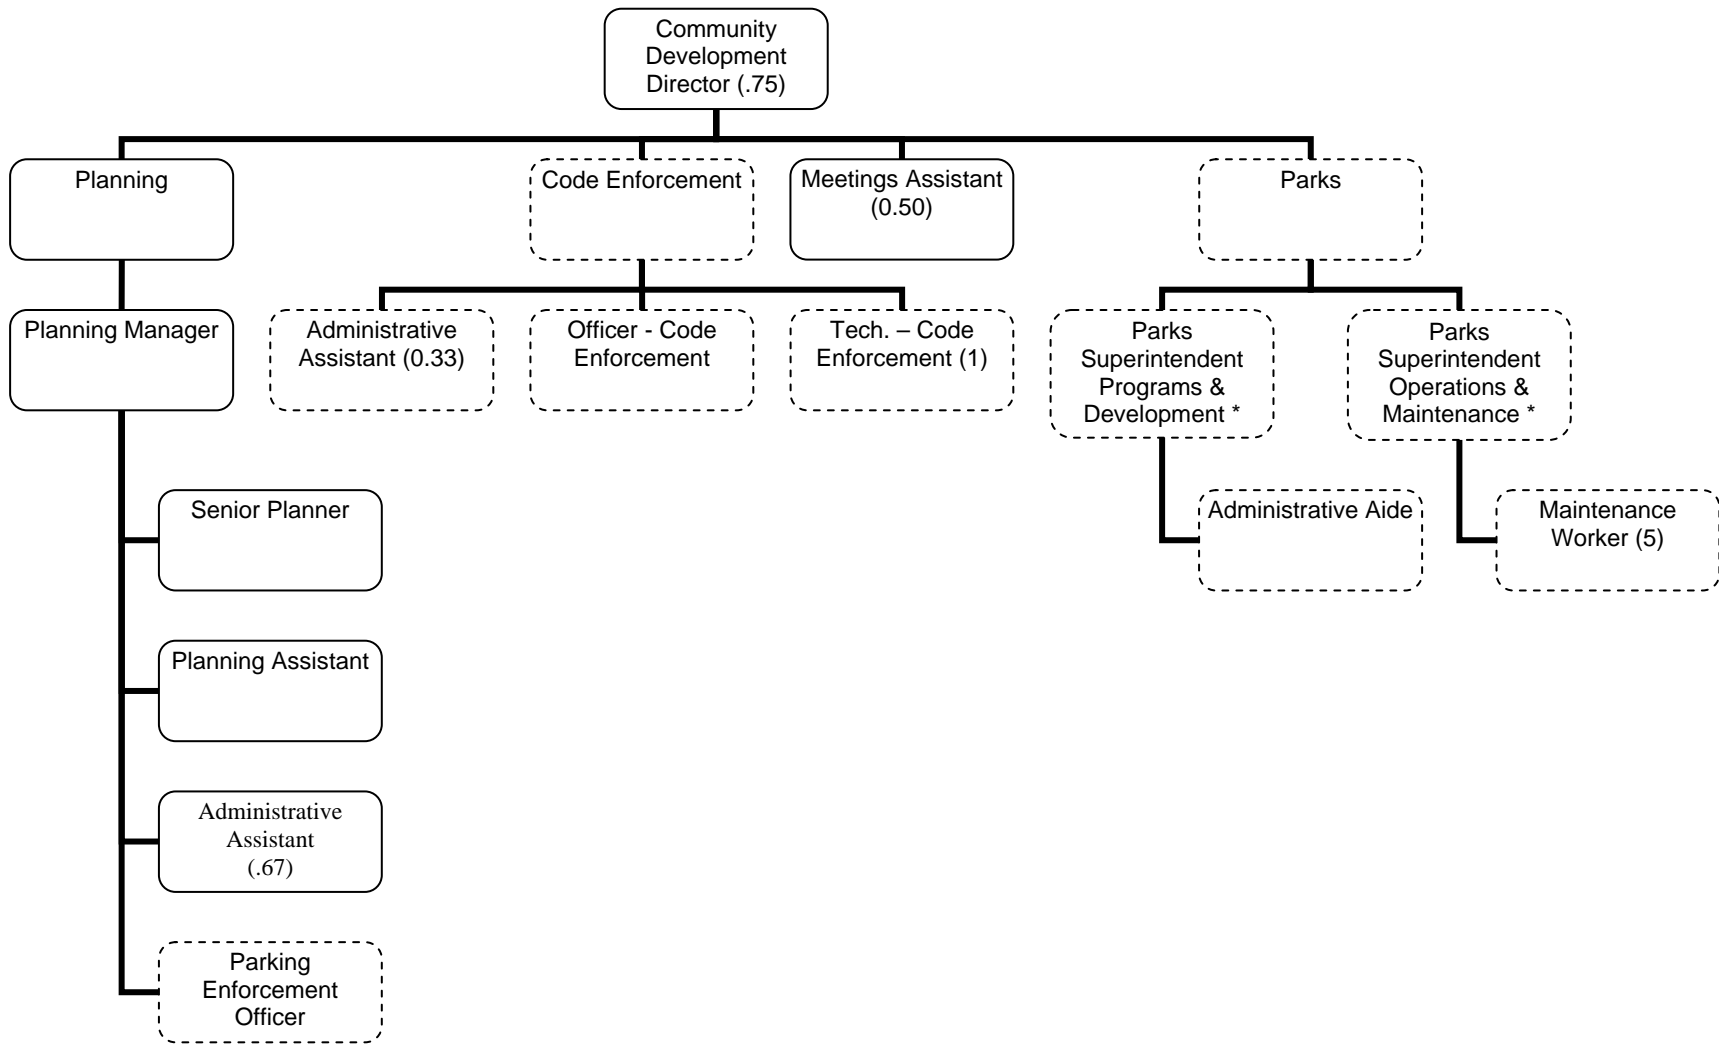 Community
Development
Director (.75)
Planning
Code Enforcement
Meetings Assistant
(0.50)
Parks
Planning Manager
Administrative
Assistant (0.33)
Officer - Code
Enforcement
Tech. – Code
Enforcement (1)
Parks
Superintendent
Programs &
Development *
Parks
Superintendent
Operations &
Maintenance *
Senior Planner
Administrative Aide
Maintenance
Worker (5)
Planning Assistant
Administrative
Assistant
(.67)
Parking
Enforcement
Officer